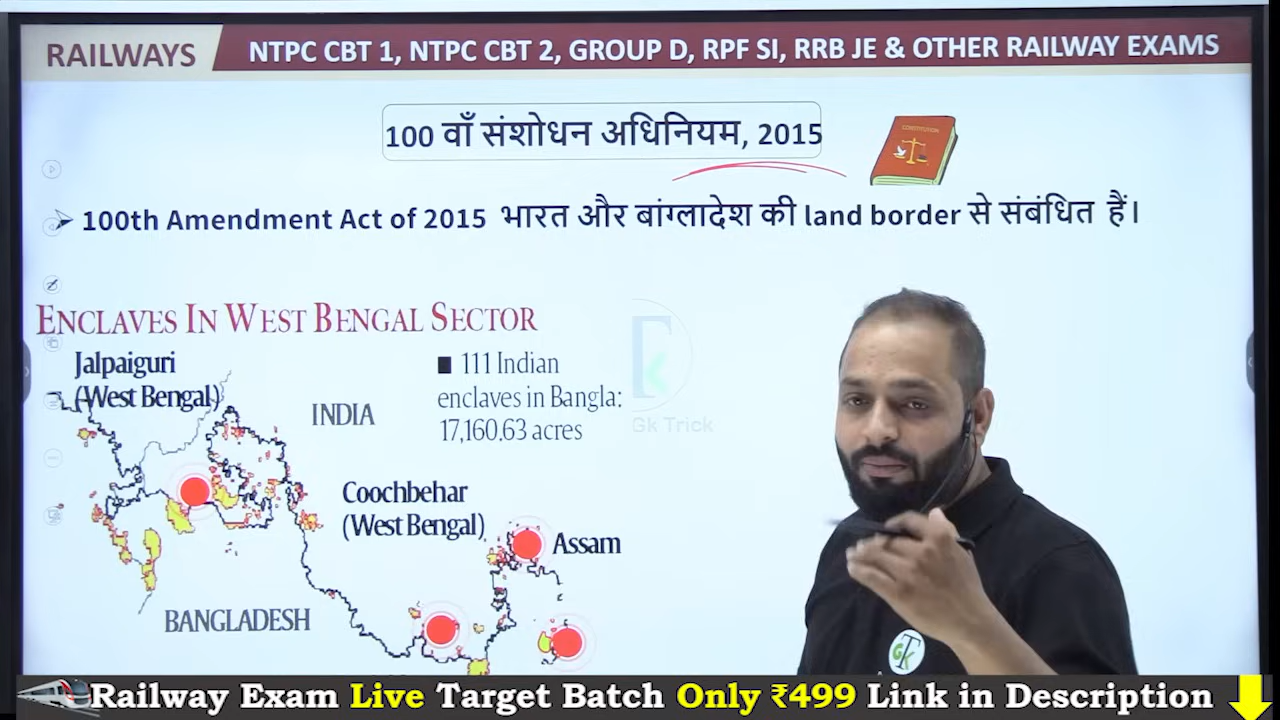 RAILWAYS
NTPC CBT 1, NTPC CBT 2, GROUP D, RPF SI, RRB JE & OTHER RAILWAY EXAMS
100 वाँ संशोधन अधिनियम, 2015
CONSTITUTION
100th Amendment Act of 2015 भारत और बांग्लादेश की land border से संबंधित हैं।
ENCLAVES IN WEST BENGAL SECTOR
Jalpaiguri
(West Bengal)
INDIA
■ 111 Indian
enclaves in Bangla:
17,160.63 acres
Gk Trick
Coochbehar
(West Bengal)
Assam
BANGLADESH
GK
Railway Exam Live Target Batch Only ₹499 Link in Description